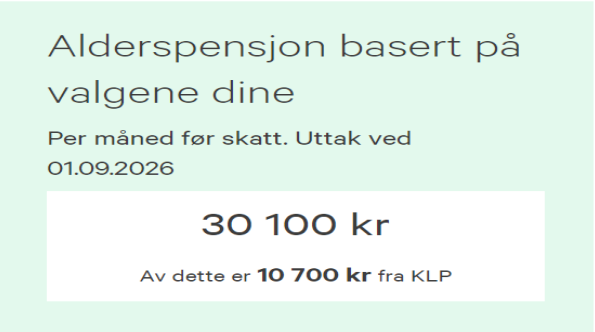 Alderspensjon basert på
valgene dine
Per måned før skatt. Uttak ved
01.09.2026
30 100 kr
Av dette er 10 700 kr fra KLP